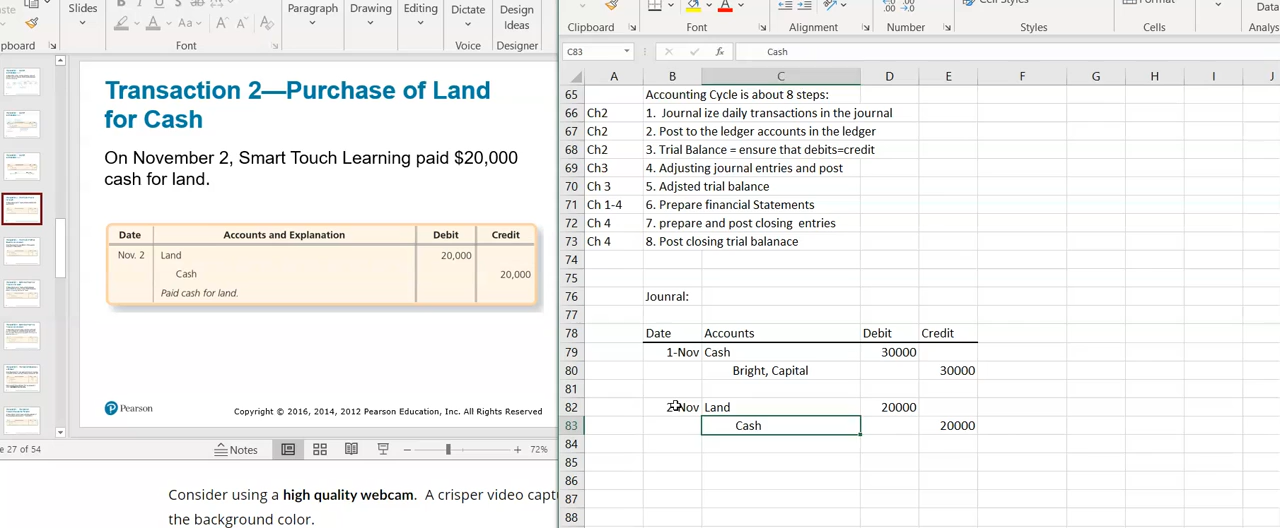 Slides
Aa
Font
Paragraph
Drawing
Editing
Dictate
Voice
Design
Ideas
Designer
Transaction 2—Purchase of Land
for Cash
On November 2, Smart Touch Learning paid $20,000
cash for land.
Date Accounts and Explanation Debit Credit
Nov. 2 Land 20,000
Cash 20,000
Paid cash for land.
Pearson
Copyright © 2016, 2014, 2012 Pearson Education, Inc. All Rights Reserved
27 of 54
Notes
72%
Consider using a high quality webcam. A crisper video
the background color.
Clipboard
Font
Alignment
Number
Styles
Cells
C83
fx
Cash
A B C D E F G H I J
65 Accounting Cycle is about 8 steps:
66 Ch2 1. Journal ize daily transactions in the journal
67 Ch2 2. Post to the ledger accounts in the ledger
68 Ch2 3. Trial Balance = ensure that debits=credit
69 Ch3 4. Adjusting journal entries and post
70 Ch 3 5. Adjsted trial balance
71 Ch 1-4 6. Prepare financial Statements
72 Ch 4 7. prepare and post closing entries
73 Ch 4 8. Post closing trial balanace
74
75
76 Jounral:
77
78 Date Accounts Debit Credit
79 1-Nov Cash 30000
80 Bright, Capital 30000
81
82 2-Nov Land 20000
83 Cash 20000
84
85
86
87
88